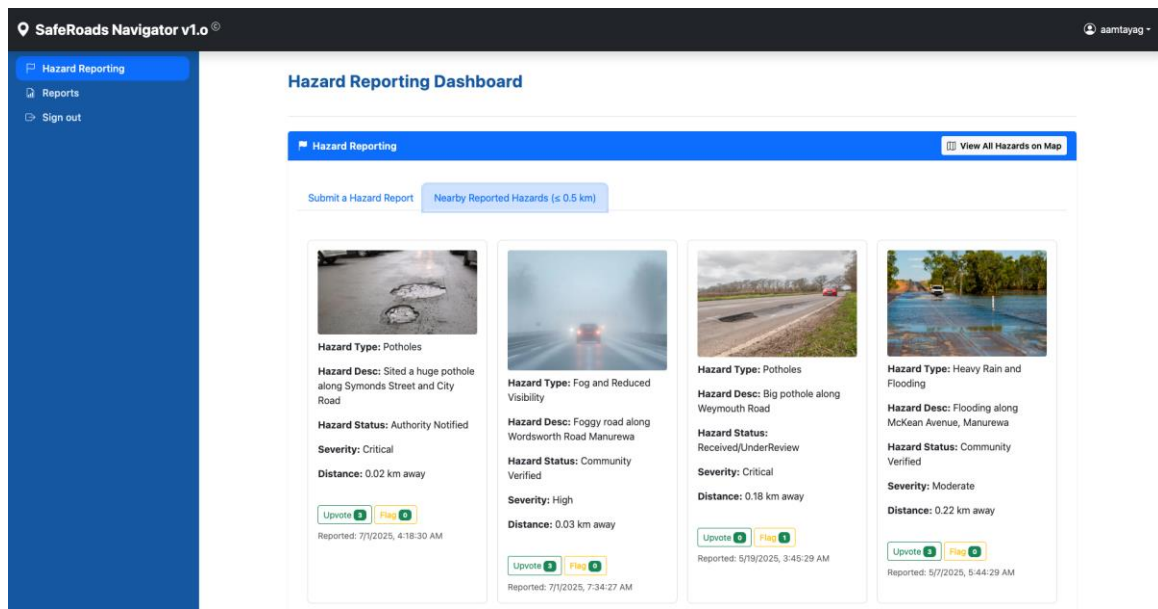 SafeRoads Navigator v1.o ©
aamtayag
Hazard Reporting
Reports
Sign out
Hazard Reporting Dashboard
Hazard Reporting
View All Hazards on Map
Submit a Hazard Report
Nearby Reported Hazards (≤ 0.5 km)
Hazard Type: Potholes
Hazard Desc: Sited a huge pothole
along Symonds Street and City
Road
Hazard Status: Authority Notified
Severity: Critical
Distance: 0.02 km away
Upvote 3 Flag 0
Reported: 7/1/2025, 4:18:30 AM
Hazard Type: Fog and Reduced
Visibility
Hazard Desc: Foggy road along
Wordsworth Road Manurewa
Hazard Status: Community
Verified
Severity: High
Distance: 0.03 km away
Upvote 3 Flag 0
Reported: 7/1/2025, 7:34:27 AM
Hazard Type: Potholes
Hazard Desc: Big pothole along
Weymouth Road
Hazard Status:
Received/UnderReview
Severity: Critical
Distance: 0.18 km away
Upvote 0 Flag 1
Reported: 5/19/2025, 3:45:29 AM
Hazard Type: Heavy Rain and
Flooding
Hazard Desc: Flooding along
McKean Avenue, Manurewa
Hazard Status: Community
Verified
Severity: Moderate
Distance: 0.22 km away
Upvote 3 Flag 0
Reported: 5/7/2025, 5:44:29 AM